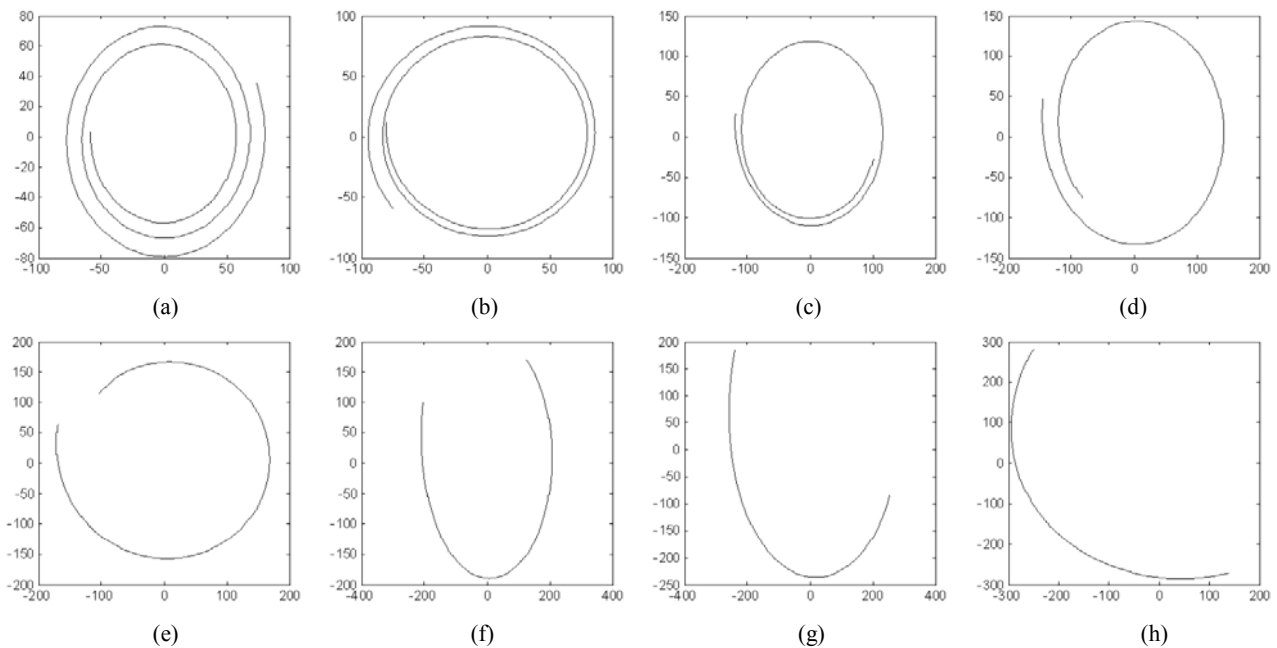 80 60 40 20 0 -20 -40 -60 -80
-100 -50 0 50 100
(a)
100 50 0 -50 -100
-100 -50 0 50 100
(b)
150 100 50 0 -50 -100 -150
-200 -100 0 100 200
(c)
150 100 50 0 -50 -100 -150
-200 -100 0 100 200
(d)
200 150 100 50 0 -50 -100 -150 -200
-200 -100 0 100 200
(e)
200 150 100 50 0 -50 -100 -150 -200
-400 -200 0 200 400
(f)
200 150 100 50 0 -50 -100 -150 -200 -250
-400 -200 0 200 400
(g)
300 200 100 0 -100 -200 -300
-300 -200 -100 0 100 200
(h)